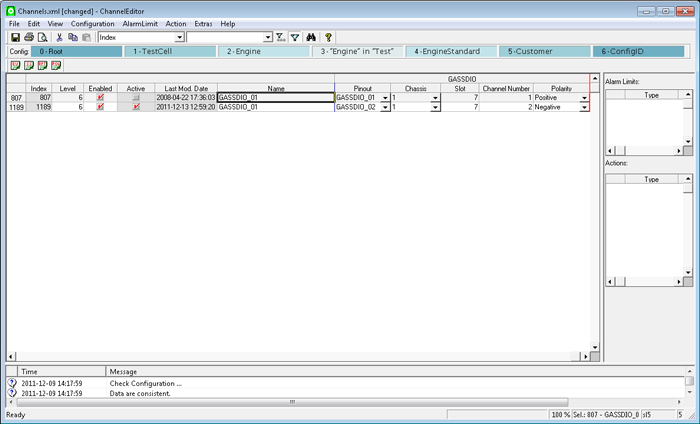 Channels.xml [changed] - ChannelEditor
File Edit View Configuration AlarmLimit Action Extras Help
Index
Config: 0 - Root 1 - TestCell 2 - Engine 3 - "Engine" in "Test" 4 - EngineStandard 5 - Customer 6 - ConfigID
GASSDIO
Index Level Enabled Active Last Mod. Date Name Pinout Chassis Slot Channel Number Polarity
807 807 6 2008-04-22 17:36:03 GASSDIO_01 GASSDIO_01 1 7 1 Positive
1189 1189 6 2011-12-13 12:59:20 GASSDIO_01 GASSDIO_02 1 7 2 Negative
Alarm Limits:
Type
Actions:
Type
Time Message
2011-12-09 14:17:59 Check Configuration ...
2011-12-09 14:17:59 Data are consistent.
Ready 100 % Sel.: 807 - GASSDIO_0 sl5 5